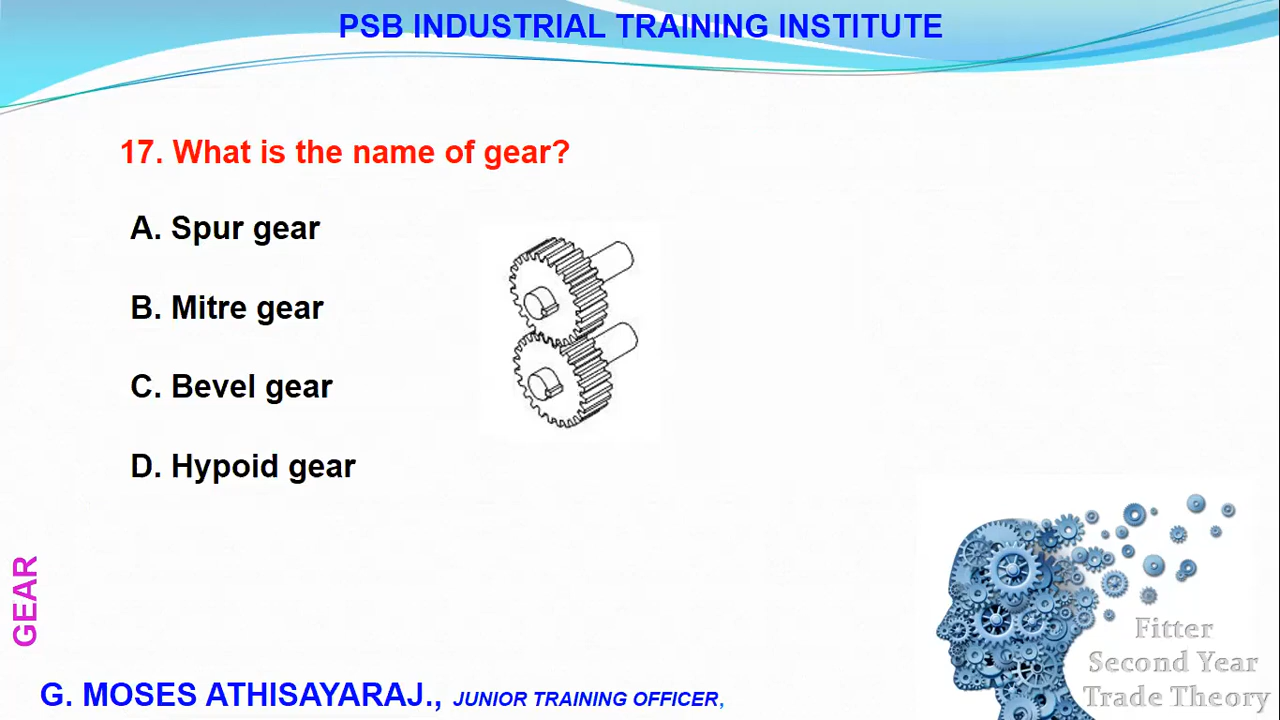 PSB INDUSTRIAL TRAINING INSTITUTE
17. What is the name of gear?
A. Spur gear
B. Mitre gear
C. Bevel gear
D. Hypoid gear
GEAR
Fitter
Second Year
Trade Theory
G. MOSES ATHISAYARAJ., JUNIOR TRAINING OFFICER,